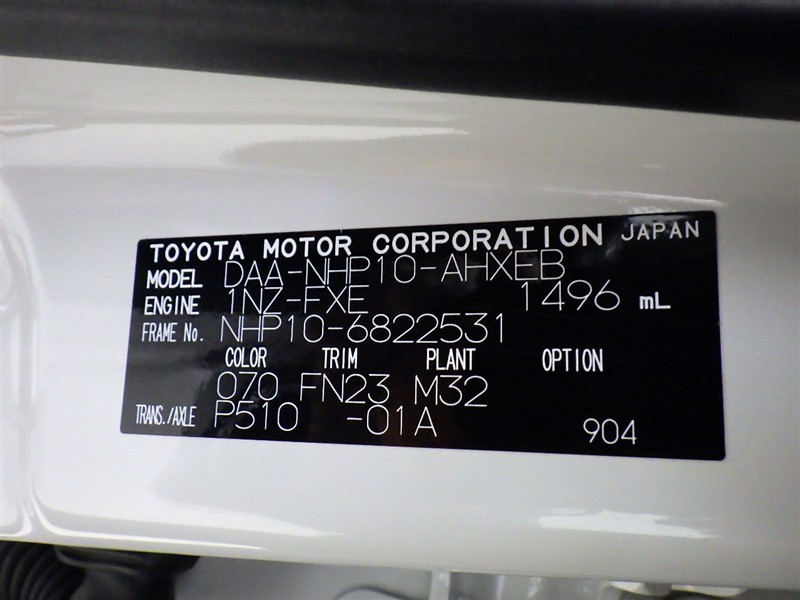 TOYOTA MOTOR CORPORATION JAPAN
MODEL DAA-NHP10-AHXEB
ENGINE 1NZ-FXE 1496 mL
FRAME No. NHP10-6822531
COLOR TRIM PLANT OPTION
070 FN23 M32
TRANS./AXLE P510 -01A
904